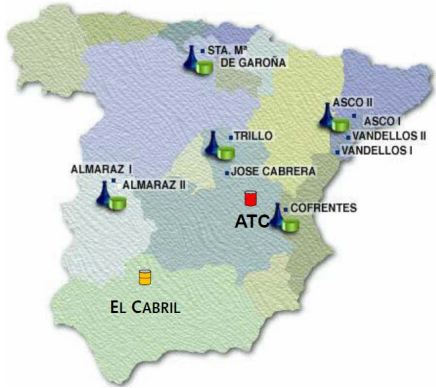 STA. Mª
DE GAROÑA
ASCO II
ASCO I
VANDELLOS II
VANDELLOS I
TRILLO
JOSE CABRERA
ALMARAZ I
ALMARAZ II
ATC
COFRENTES
EL CABRIL